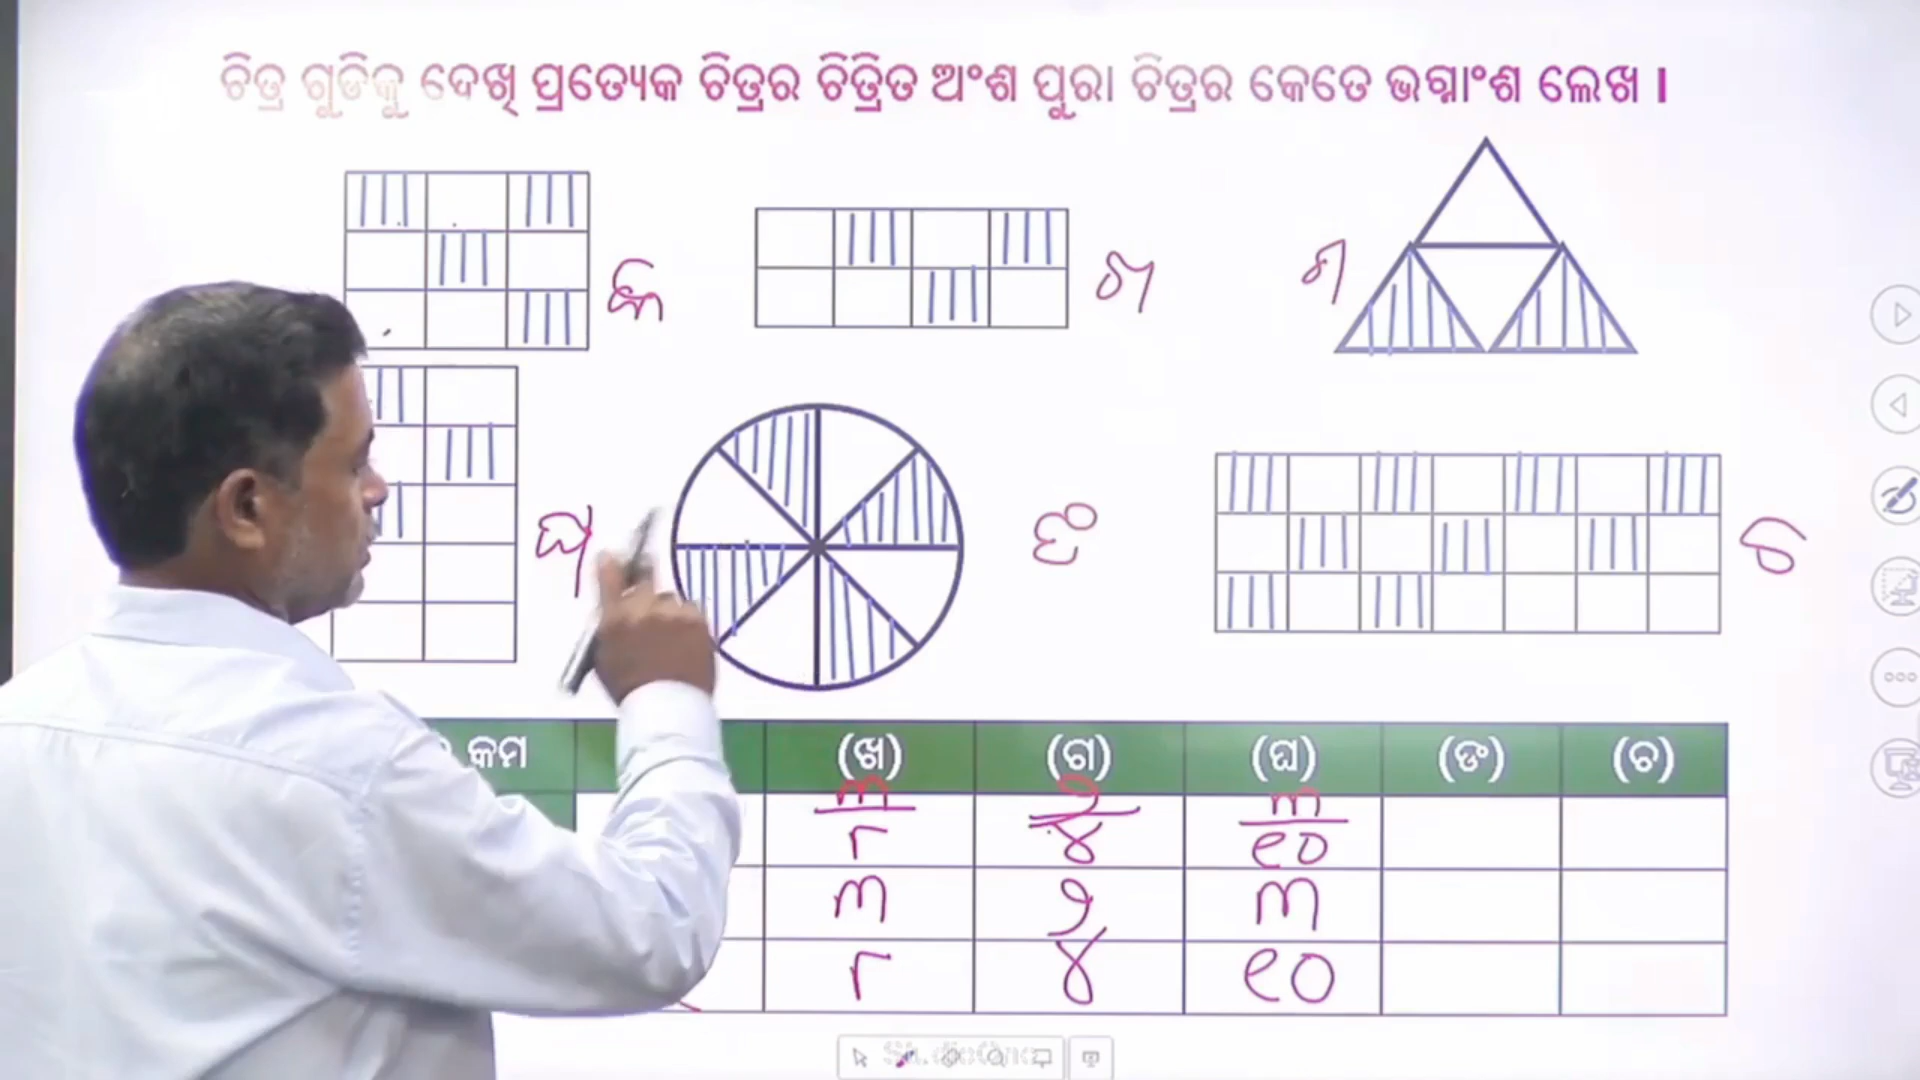 ଚିତ୍ର ଗୁଡିକୁ ଦେଖି ପ୍ରତ୍ୟେକ ଚିତ୍ରର ଚିତ୍ରିତ ଅଂଶ ପୁରା ଚିତ୍ରର କେତେ ଭଗ୍ନାଂଶ ଲେଖ ।
କ
ଖ
ଗ
ଘ
ଙ
ଚ
କ୍ରମ (ଖ) (ଗ) (ଘ) (ଙ) (ଚ)
୩ ୨ ୩
୮ ୪ ୧୦
୩ ୨ ୩
୮ ୪ ୧୦